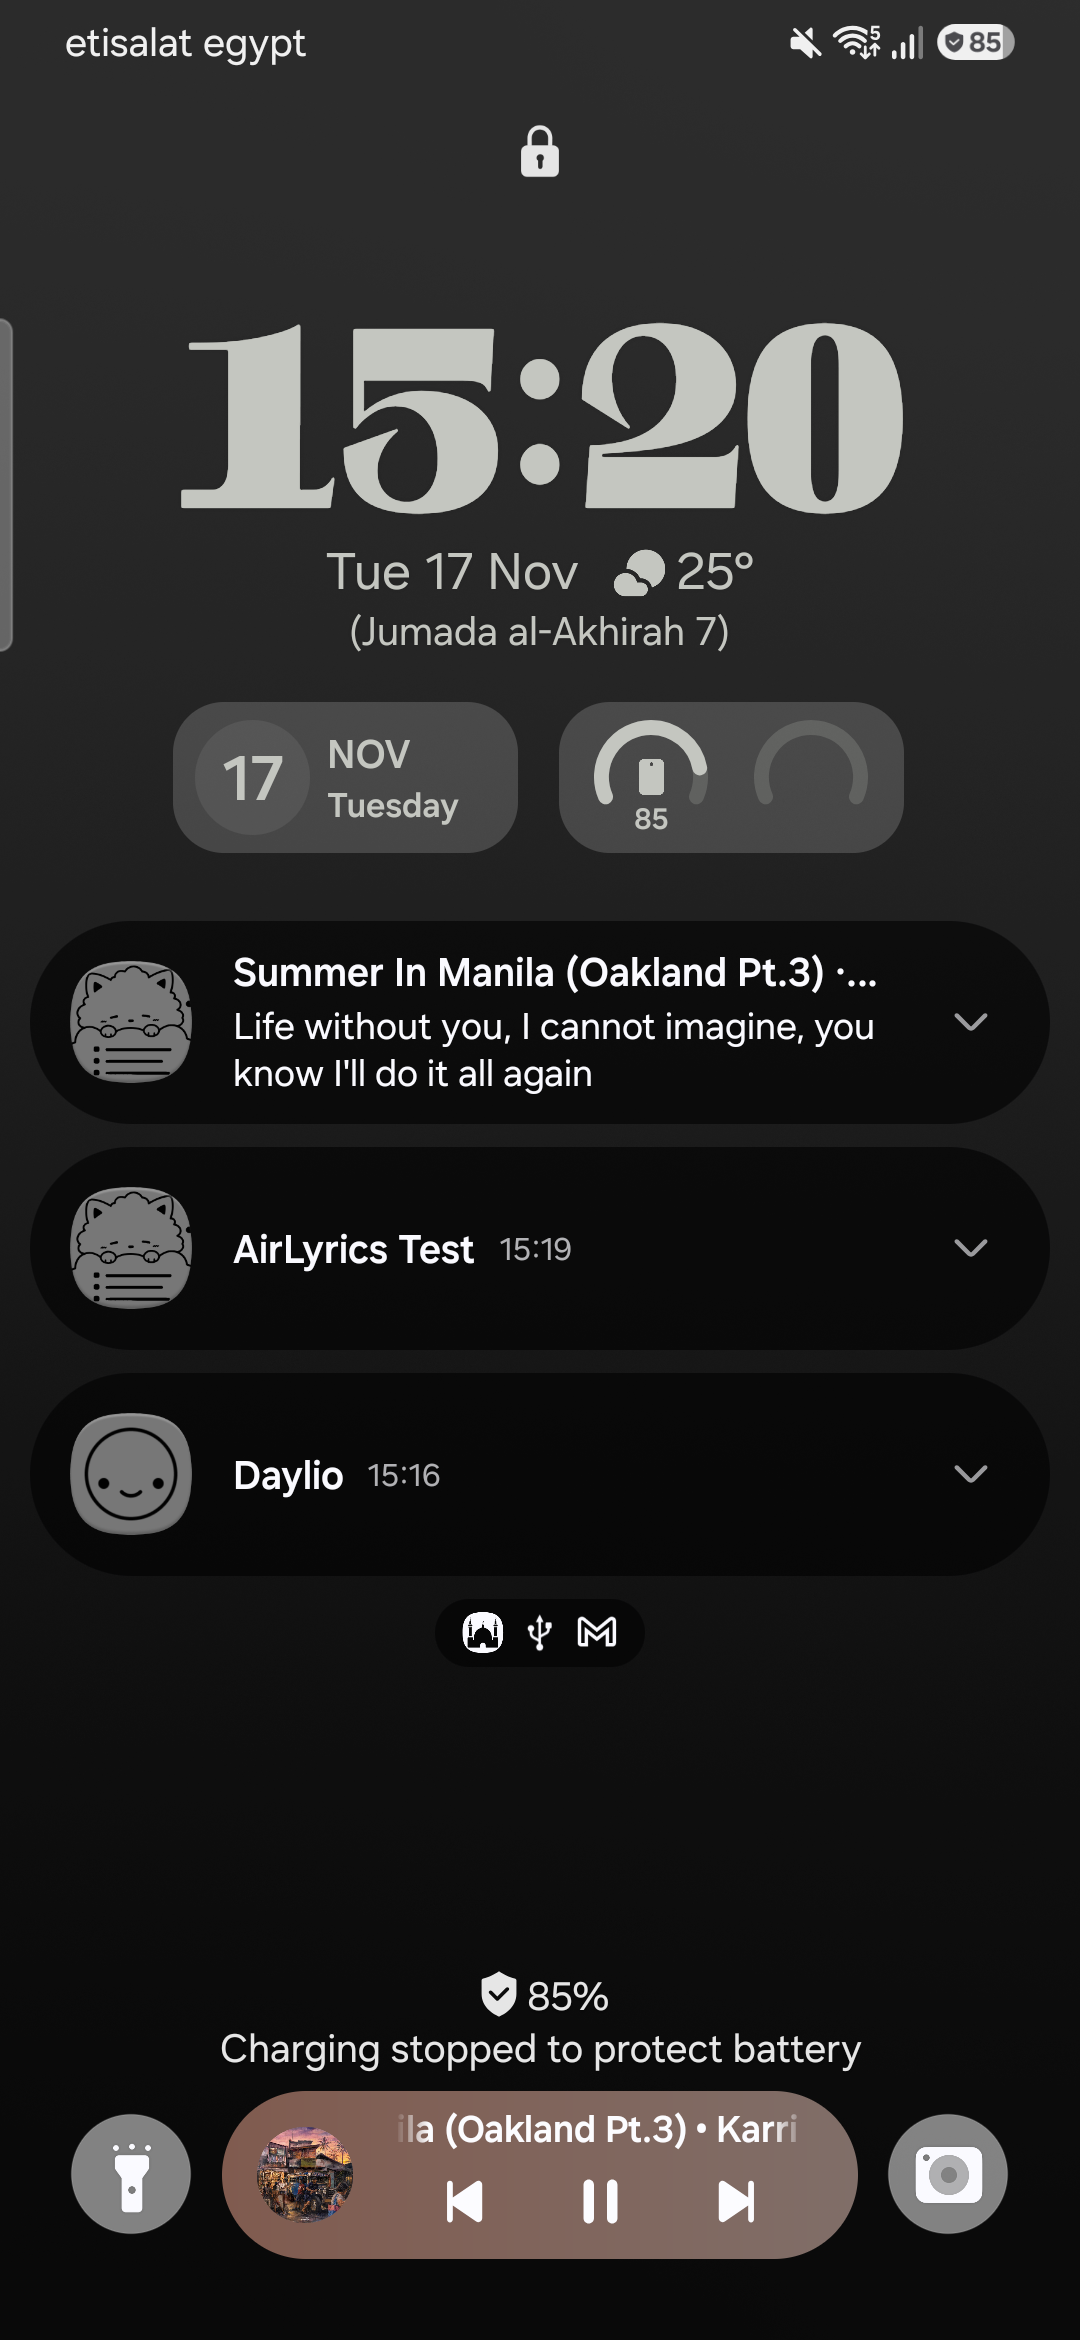 etisalat egypt
5
85
15:20
Tue 17 Nov 25°
(Jumada al-Akhirah 7)
17
NOV
Tuesday
85
Summer In Manila (Oakland Pt.3) ·...
Life without you, I cannot imagine, you
know I'll do it all again
AirLyrics Test 15:19
Daylio 15:16
85%
Charging stopped to protect battery
ila (Oakland Pt.3) • Karri